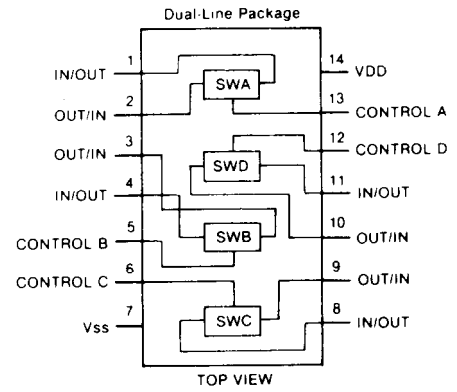 Dual-Line Package
1
IN/OUT
2
OUT/IN
3
OUT/IN
4
IN/OUT
5
CONTROL B
6
CONTROL C
7
Vss
14
VDD
13
CONTROL A
12
CONTROL D
11
IN/OUT
10
OUT/IN
9
OUT/IN
8
IN/OUT
SWA
SWD
SWB
SWC
TOP VIEW